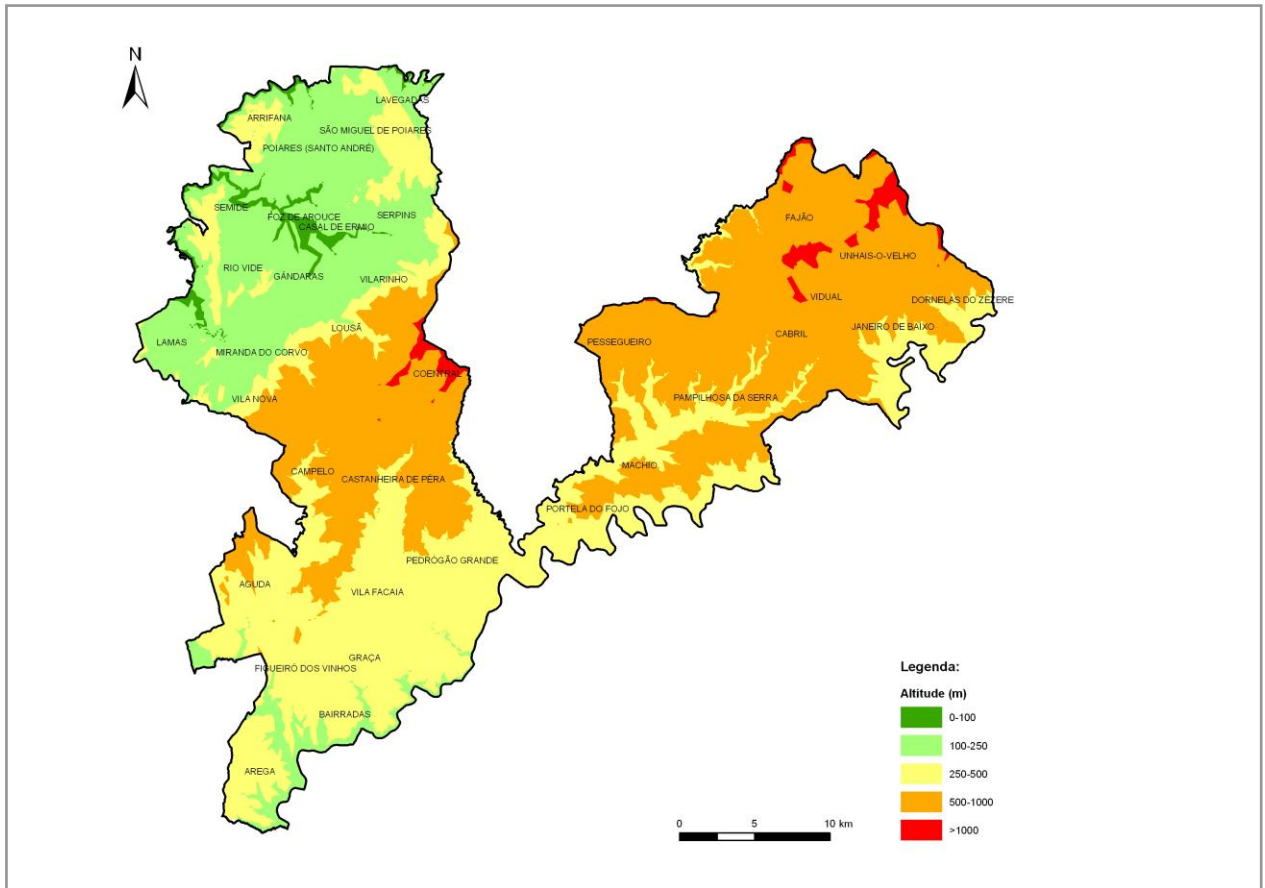 N
LAVEGADAS
ARRIFANA
SÃO MIGUEL DE POIARES
POIARES (SANTO ANDRÉ)
SEMIDE
FOZ DE AROUCE
SERPINS
CASAL DE ERMIO
FAJÃO
UNHAIS-O-VELHO
RIO VIDE
GÂNDARAS
VILARINHO
VIDUAL
DORNELAS DO ZÊZERE
LOUSÃ
JANEIRO DE BAIXO
CABRIL
LAMAS
PESSEGUEIRO
MIRANDA DO CORVO
COENTRAL
VILA NOVA
PAMPILHOSA DA SERRA
CAMPELO
MACHIO
CASTANHEIRA DE PÊRA
PORTELA DO FOJO
PEDRÓGÃO GRANDE
AGUDA
VILA FACAIA
GRAÇA
FIGUEIRÓ DOS VINHOS
BAIRRADAS
AREGA
Legenda:
Altitude (m)
0-100
100-250
250-500
500-1000
>1000
0 5 10 km